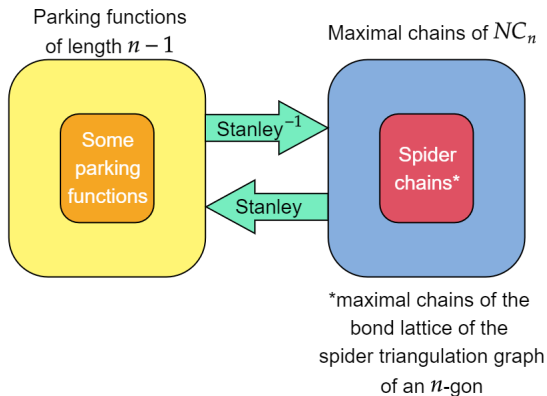 Parking functions
of length n − 1
Maximal chains of NCₙ
Some
parking
functions
Stanley⁻¹
Stanley
Spider
chains*
*maximal chains of the
bond lattice of the
spider triangulation graph
of an n-gon